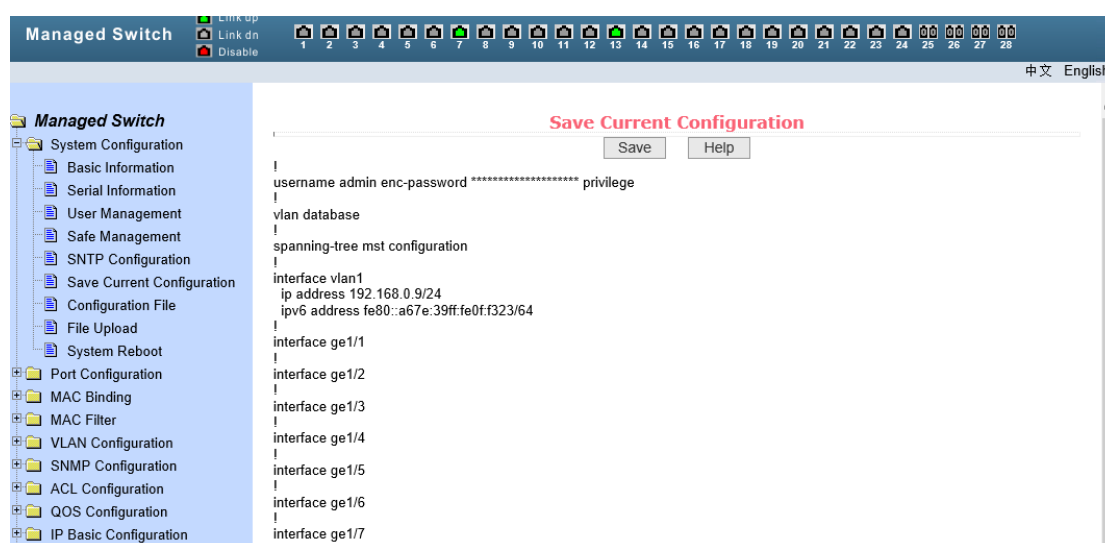 Link up
Managed Switch
Link dn
Disable
1 2 3 4 5 6 7 8 9 10 11 12 13 14 15 16 17 18 19 20 21 22 23 24 25 26 27 28
中文 English
Managed Switch
System Configuration
Basic Information
Serial Information
User Management
Safe Management
SNTP Configuration
Save Current Configuration
Configuration File
File Upload
System Reboot
Port Configuration
MAC Binding
MAC Filter
VLAN Configuration
SNMP Configuration
ACL Configuration
QOS Configuration
IP Basic Configuration
Save Current Configuration
Save Help
!
username admin enc-password ******************** privilege
!
vlan database
!
spanning-tree mst configuration
!
interface vlan1
ip address 192.168.0.9/24
ipv6 address fe80::a67e:39ff:fe0f:f323/64
!
interface ge1/1
!
interface ge1/2
!
interface ge1/3
!
interface ge1/4
!
interface ge1/5
!
interface ge1/6
!
interface ge1/7